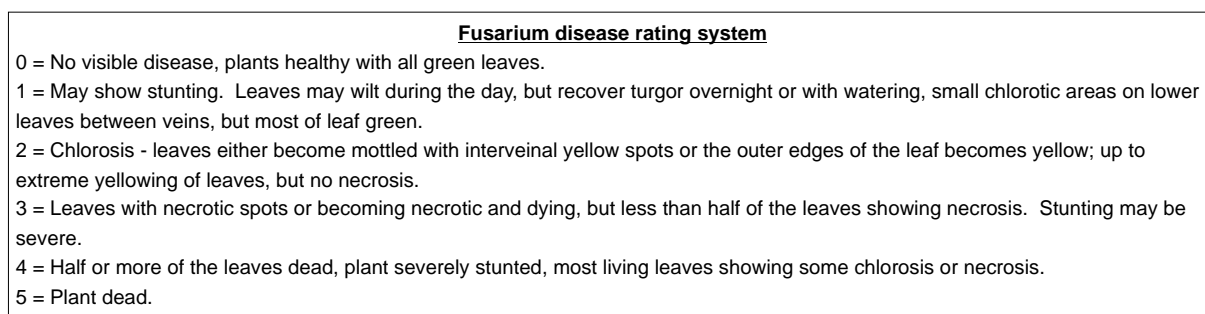 Fusarium disease rating system
0 = No visible disease, plants healthy with all green leaves.
1 = May show stunting.  Leaves may wilt during the day, but recover turgor overnight or with watering, small chlorotic areas on lower
leaves between veins, but most of leaf green.
2 = Chlorosis - leaves either become mottled with interveinal yellow spots or the outer edges of the leaf becomes yellow; up to
extreme yellowing of leaves, but no necrosis.
3 = Leaves with necrotic spots or becoming necrotic and dying, but less than half of the leaves showing necrosis.  Stunting may be
severe.
4 = Half or more of the leaves dead, plant severely stunted, most living leaves showing some chlorosis or necrosis.
5 = Plant dead.